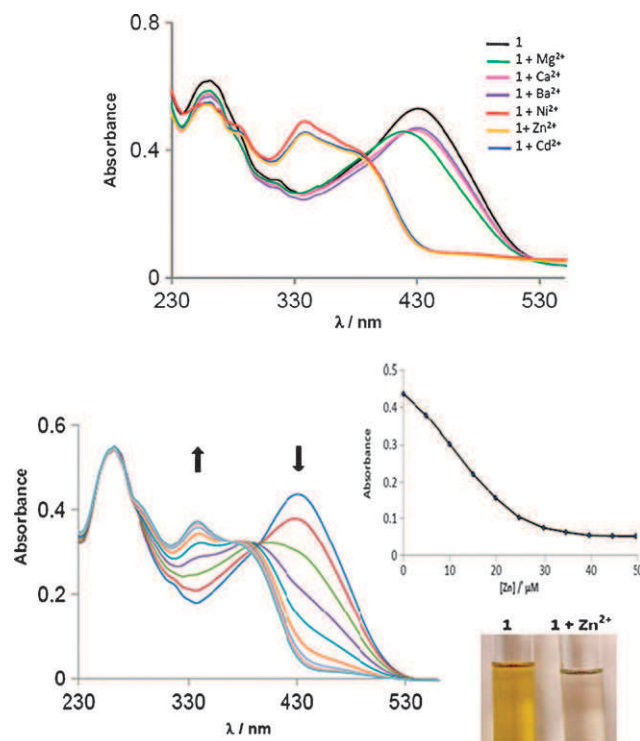 0.8
0.4
0
Absorbance
230
330
430
530
λ / nm
1
1 + Mg²⁺
1 + Ca²⁺
1 + Ba²⁺
1 + Ni²⁺
1+ Zn²⁺
1 + Cd²⁺
0.6
0.4
0.2
0
Absorbance
230
330
430
530
λ / nm
0.5
0.4
0.3
0.2
0.1
0
Absorbance
0
10
20
30
40
50
[Zn]/ μM
1
1 + Zn²⁺